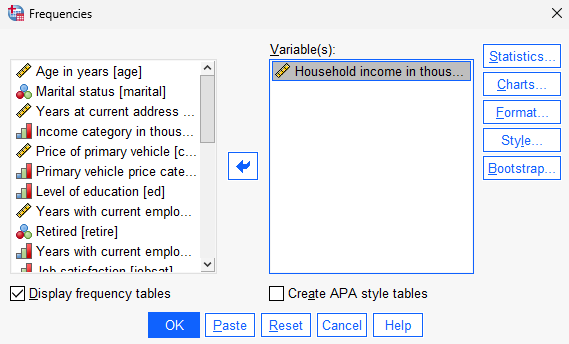 Frequencies
Variable(s):
Age in years [age]
Marital status [marital]
Years at current address ...
Income category in thous...
Price of primary vehicle [c...
Primary vehicle price cate...
Level of education [ed]
Years with current emplo...
Retired [retire]
Years with current emplo...
Job satisfaction [jobsat]
Household income in thous...
Statistics...
Charts...
Format...
Style...
Bootstrap...
Display frequency tables
Create APA style tables
OK
Paste
Reset
Cancel
Help